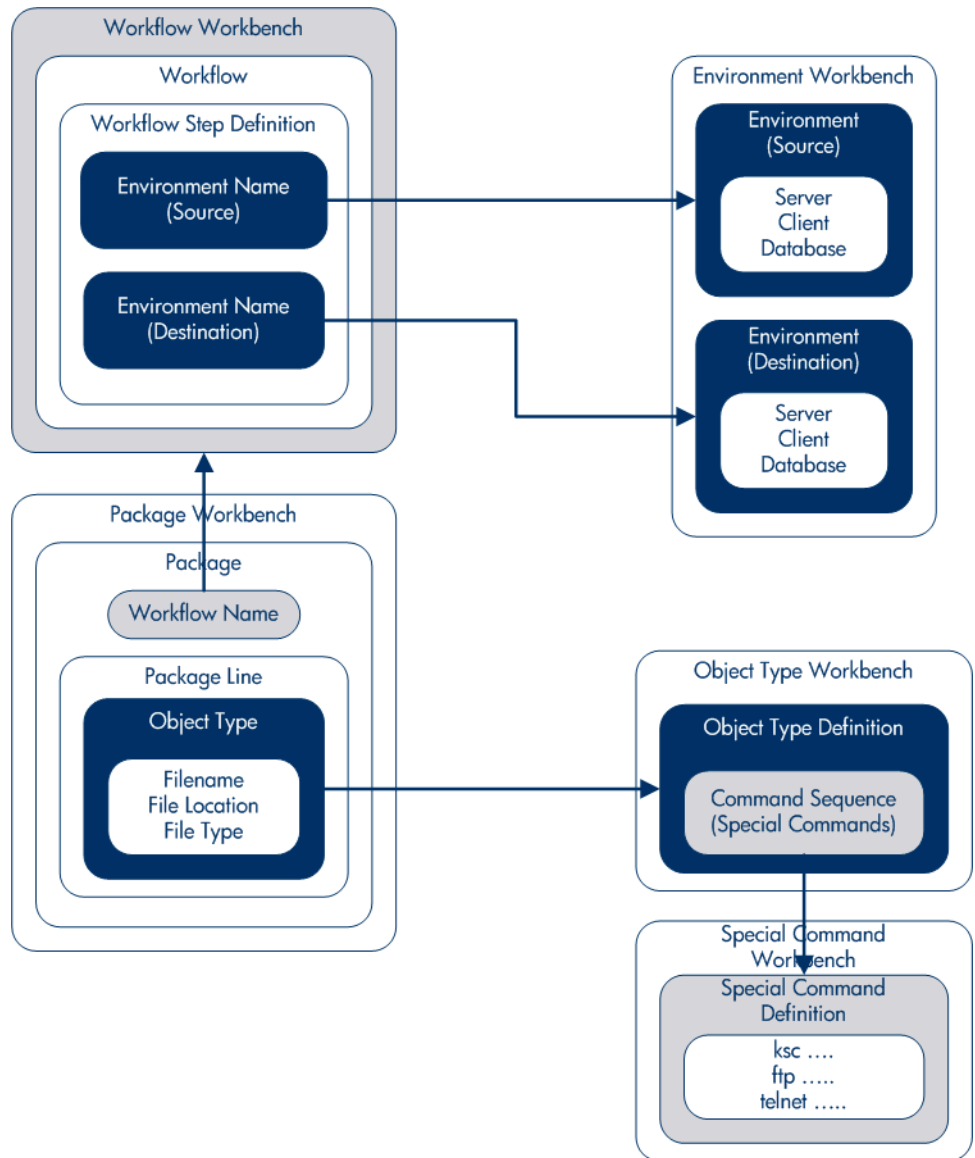 Workflow Workbench
Workflow
Workflow Step Definition
Environment Name
(Source)
Environment Name
(Destination)
Environment Workbench
Environment
(Source)
Server
Client
Database
Environment
(Destination)
Server
Client
Database
Package Workbench
Package
Workflow Name
Package Line
Object Type
Filename
File Location
File Type
Object Type Workbench
Object Type Definition
Command Sequence
(Special Commands)
Special Command
Workbench
Special Command
Definition
ksc ....
ftp .....
telnet .....